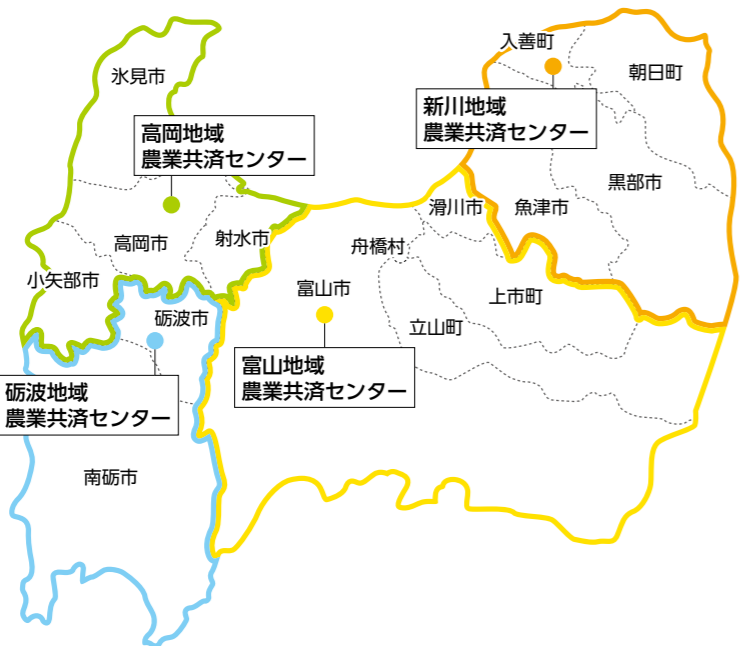 入善町
朝日町
氷見市
新川地域
農業共済センター
高岡地域
農業共済センター
黒部市
滑川市
魚津市
高岡市
射水市
舟橋村
小矢部市
富山市
上市町
砺波市
立山町
富山地域
農業共済センター
砺波地域
農業共済センター
南砺市